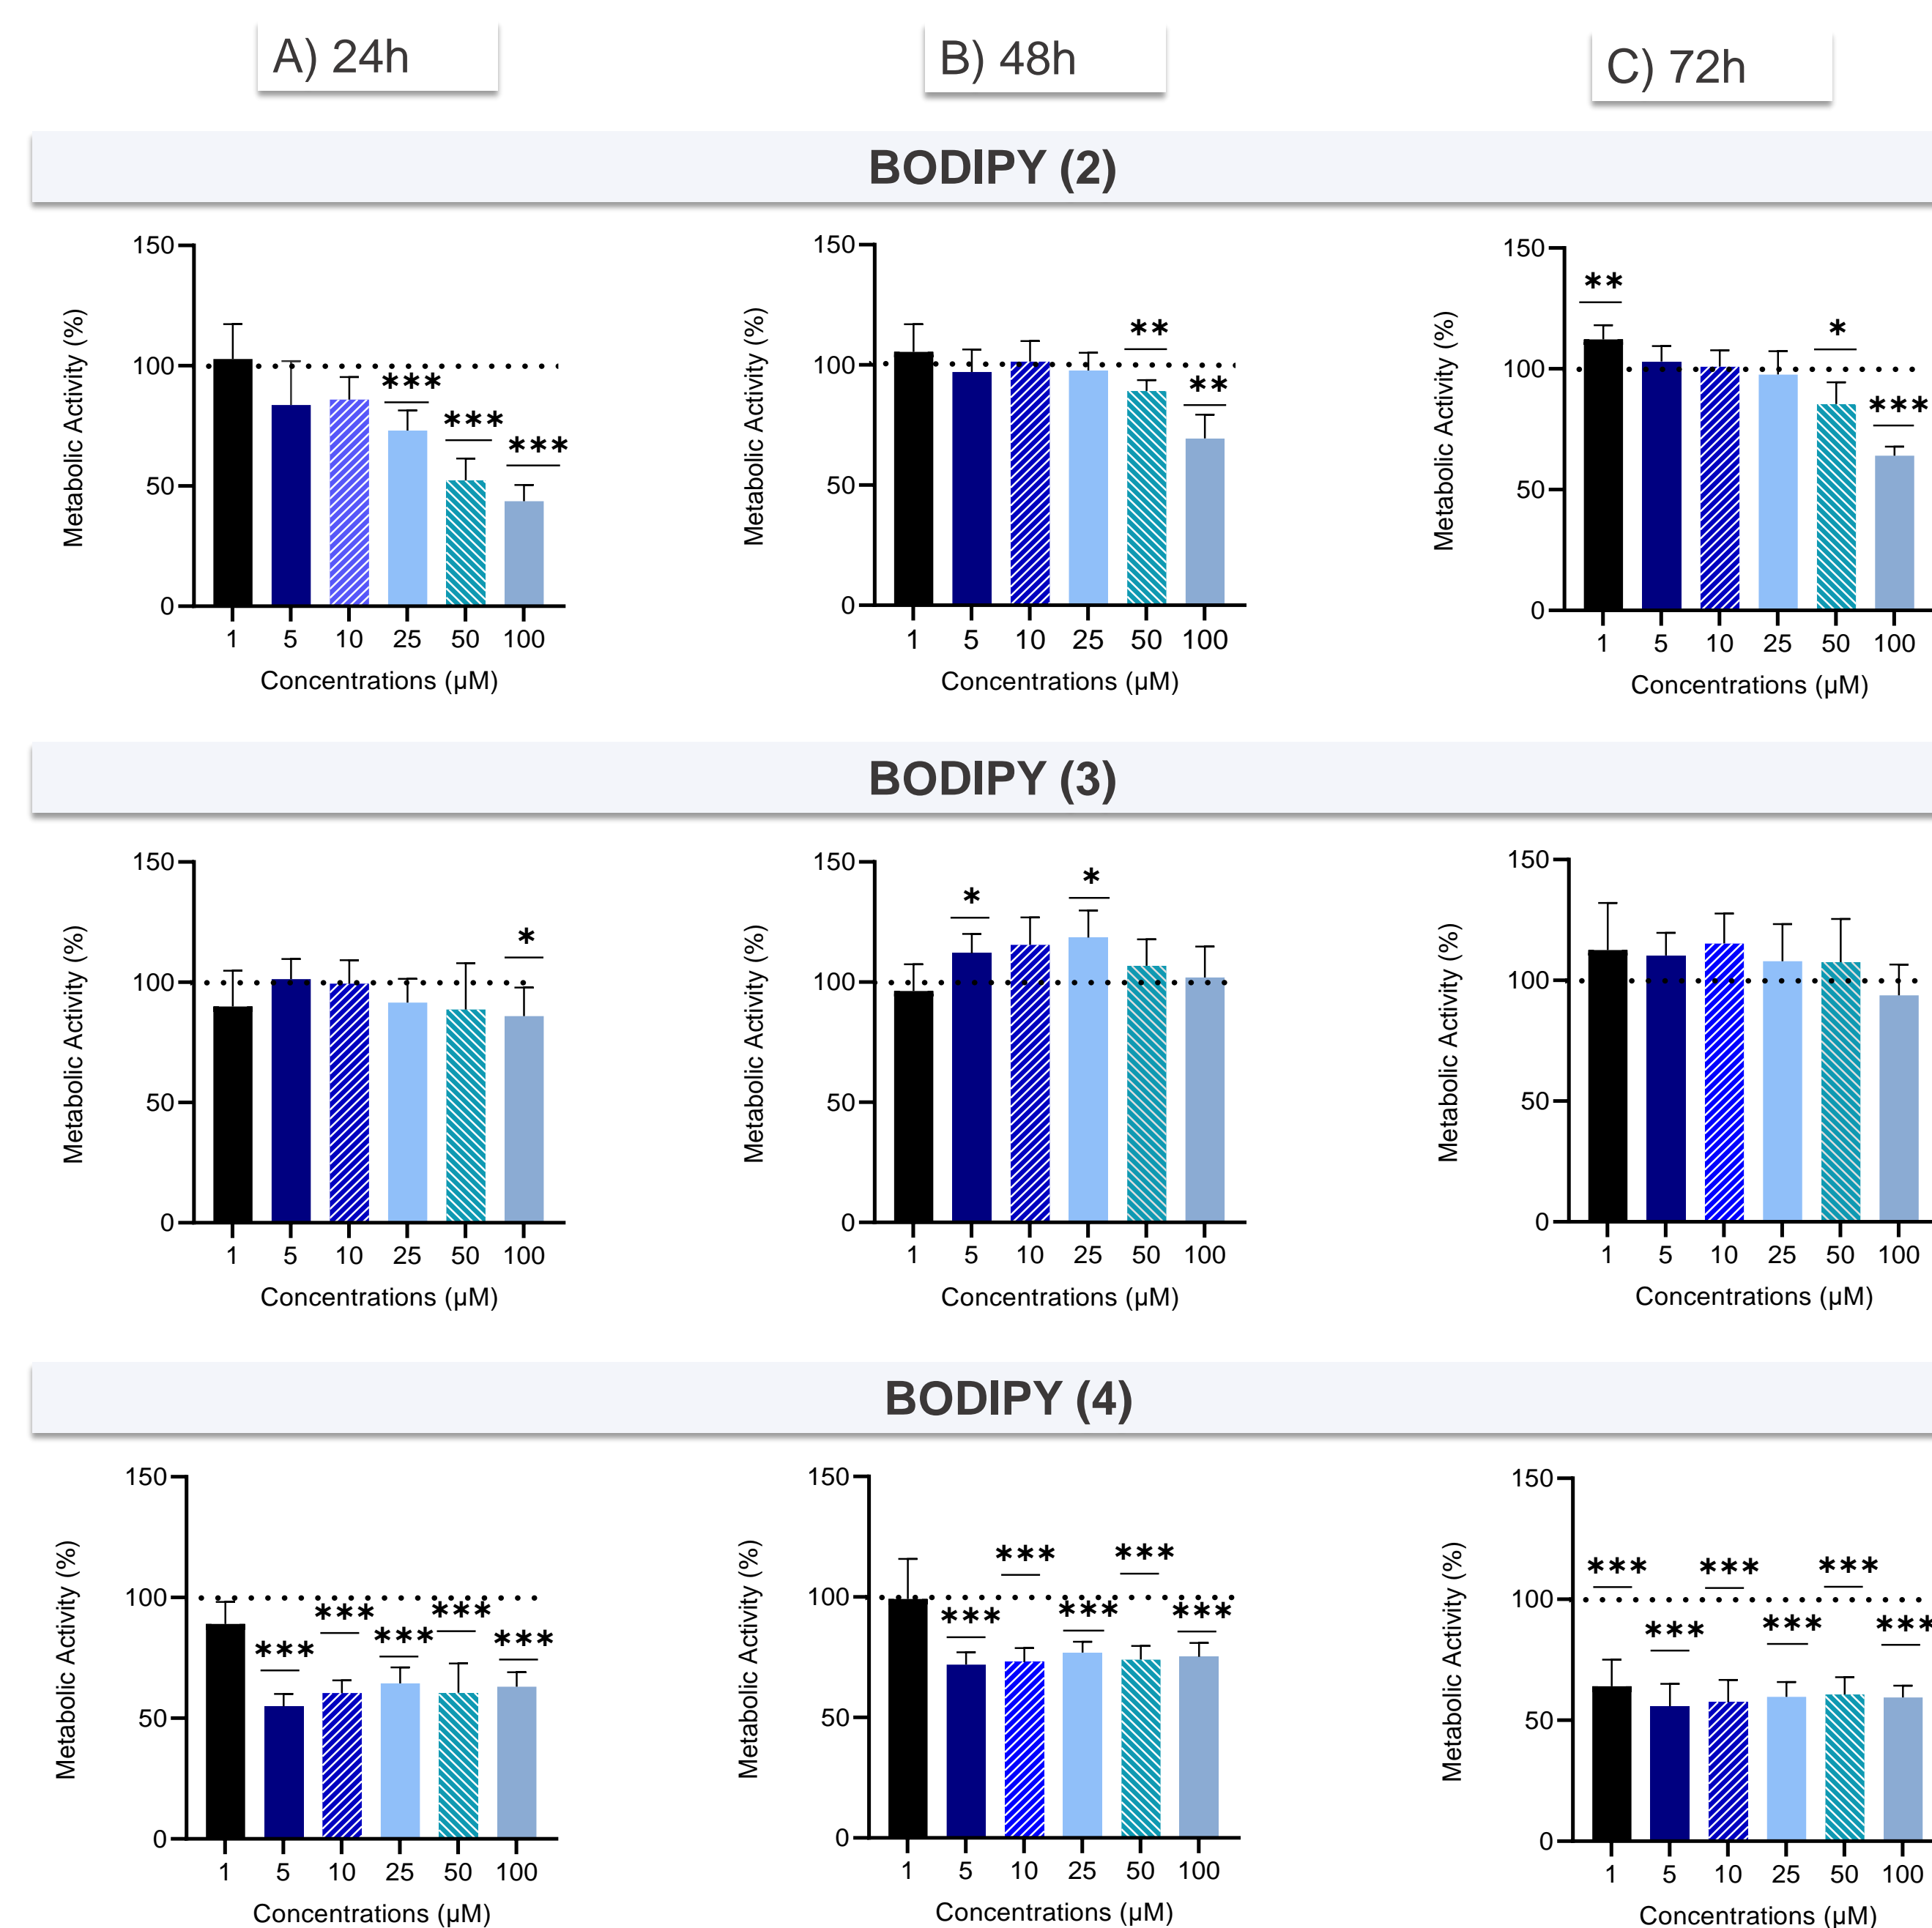 A) 24h
B) 48h
C) 72h
BODIPY (2)
Metabolic Activity (%)
150
100
50
0
***
***
***
1 5 10 25 50 100
Concentrations (µM)
Metabolic Activity (%)
150
100
50
0
**
**
1 5 10 25 50 100
Concentrations (µM)
Metabolic Activity (%)
150
100
50
0
**
*
***
1 5 10 25 50 100
Concentrations (µM)
BODIPY (3)
Metabolic Activity (%)
150
100
50
0
*
1 5 10 25 50 100
Concentrations (µM)
Metabolic Activity (%)
150
100
50
0
*
*
1 5 10 25 50 100
Concentrations (µM)
Metabolic Activity (%)
150
100
50
0
1 5 10 25 50 100
Concentrations (µM)
BODIPY (4)
Metabolic Activity (%)
150
100
50
0
*** *** *** *** ***
1 5 10 25 50 100
Concentrations (µM)
Metabolic Activity (%)
150
100
50
0
*** *** *** *** ***
1 5 10 25 50 100
Concentrations (µM)
Metabolic Activity (%)
150
100
50
0
*** *** *** *** *** ***
1 5 10 25 50 100
Concentrations (µM)